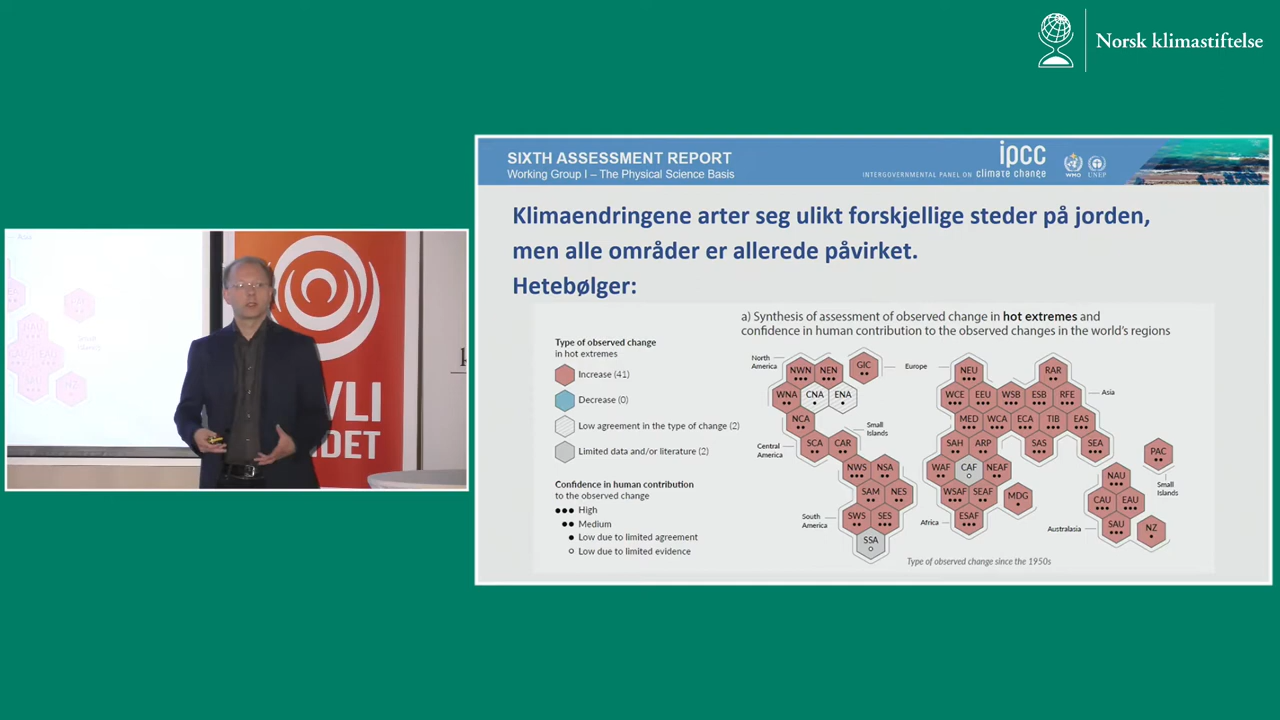 Norsk klimastiftelse
SIXTH ASSESSMENT REPORT
Working Group I – The Physical Science Basis
ipcc
INTERGOVERNMENTAL PANEL ON climate change
WMO
UNEP
Klimaendringene arter seg ulikt forskjellige steder på jorden,
men alle områder er allerede påvirket.
Hetebølger:
a) Synthesis of assessment of observed change in hot extremes and
confidence in human contribution to the observed changes in the world's regions
Type of observed change
in hot extremes
Increase (41)
Decrease (0)
Low agreement in the type of change (2)
Limited data and/or literature (2)
Confidence in human contribution
to the observed change
High
Medium
Low due to limited agreement
Low due to limited evidence
North
America
NWN NEN GIC
WNA CNA ENA
NCA
Central
America
SCA CAR
Small
Islands
NWS NSA
SAM NES
South
America
SWS SES
SSA
Europe
NEU RAR
WCE EEU WSB ESB RFE
Asia
MED WCA ECA TIB EAS
SAH ARP SAS SEA
WAF CAF NEAF
WSAF SEAF MDG
Africa
ESAF
PAC
Small
Islands
NAU
CAU EAU
Australasia
SAU NZ
Type of observed change since the 1950s
VLI
DET